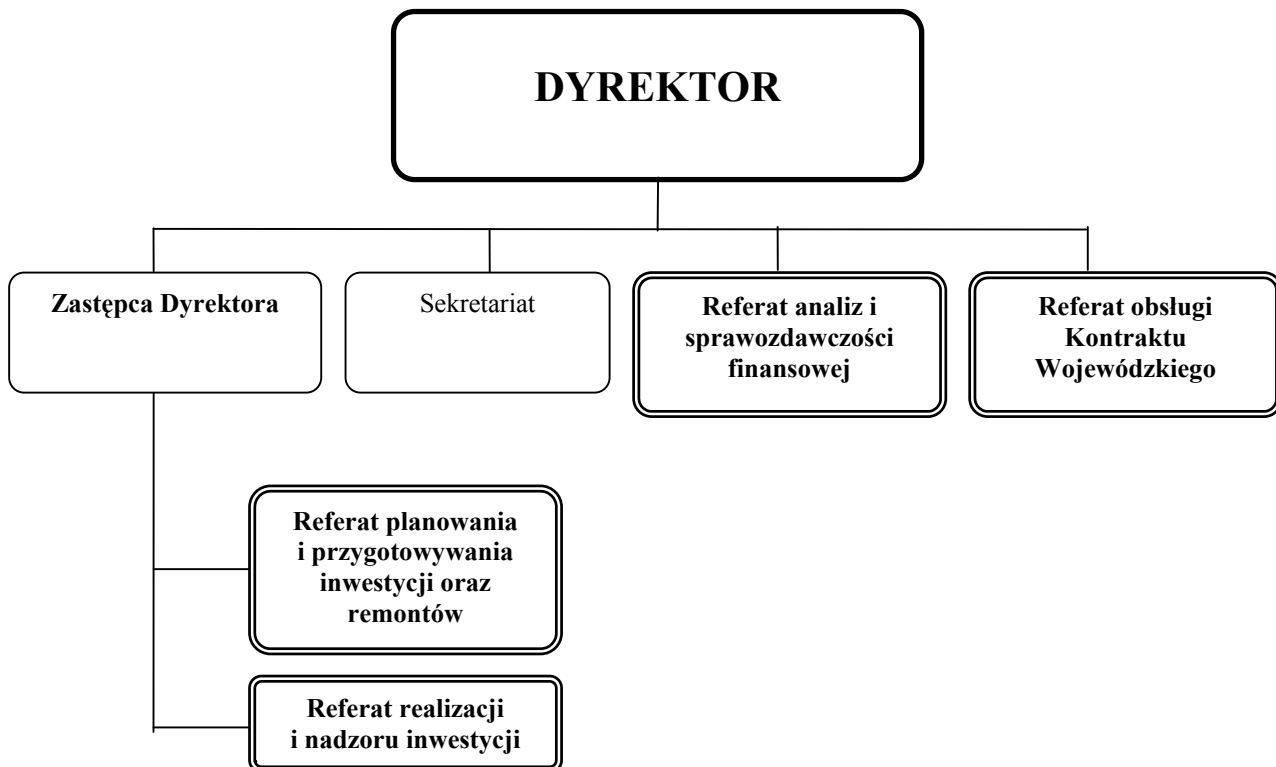 DYREKTOR
Zastępca Dyrektora
Sekretariat
Referat analiz i
sprawozdawczości
finansowej
Referat obsługi
Kontraktu
Wojewódzkiego
Referat planowania
i przygotowywania
inwestycji oraz
remontów
Referat realizacji
i nadzoru inwestycji